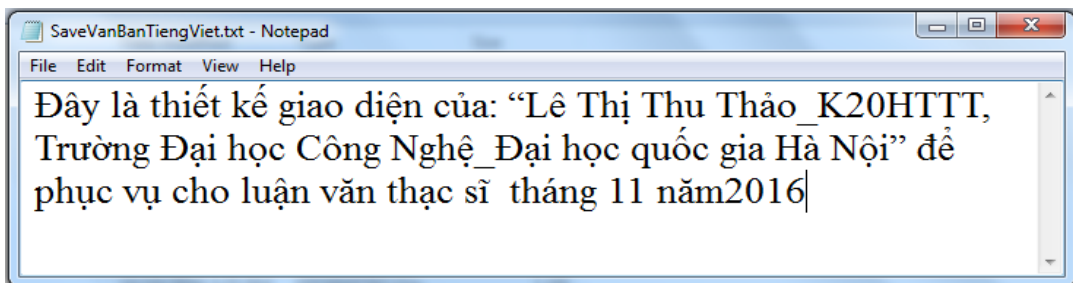 SaveVanBanTiengViet.txt - Notepad
File Edit Format View Help
Đây là thiết kế giao diện của: “Lê Thị Thu Thảo_K20HTTT,
Trường Đại học Công Nghệ_Đại học quốc gia Hà Nội” để
phục vụ cho luận văn thạc sĩ  tháng 11 năm2016